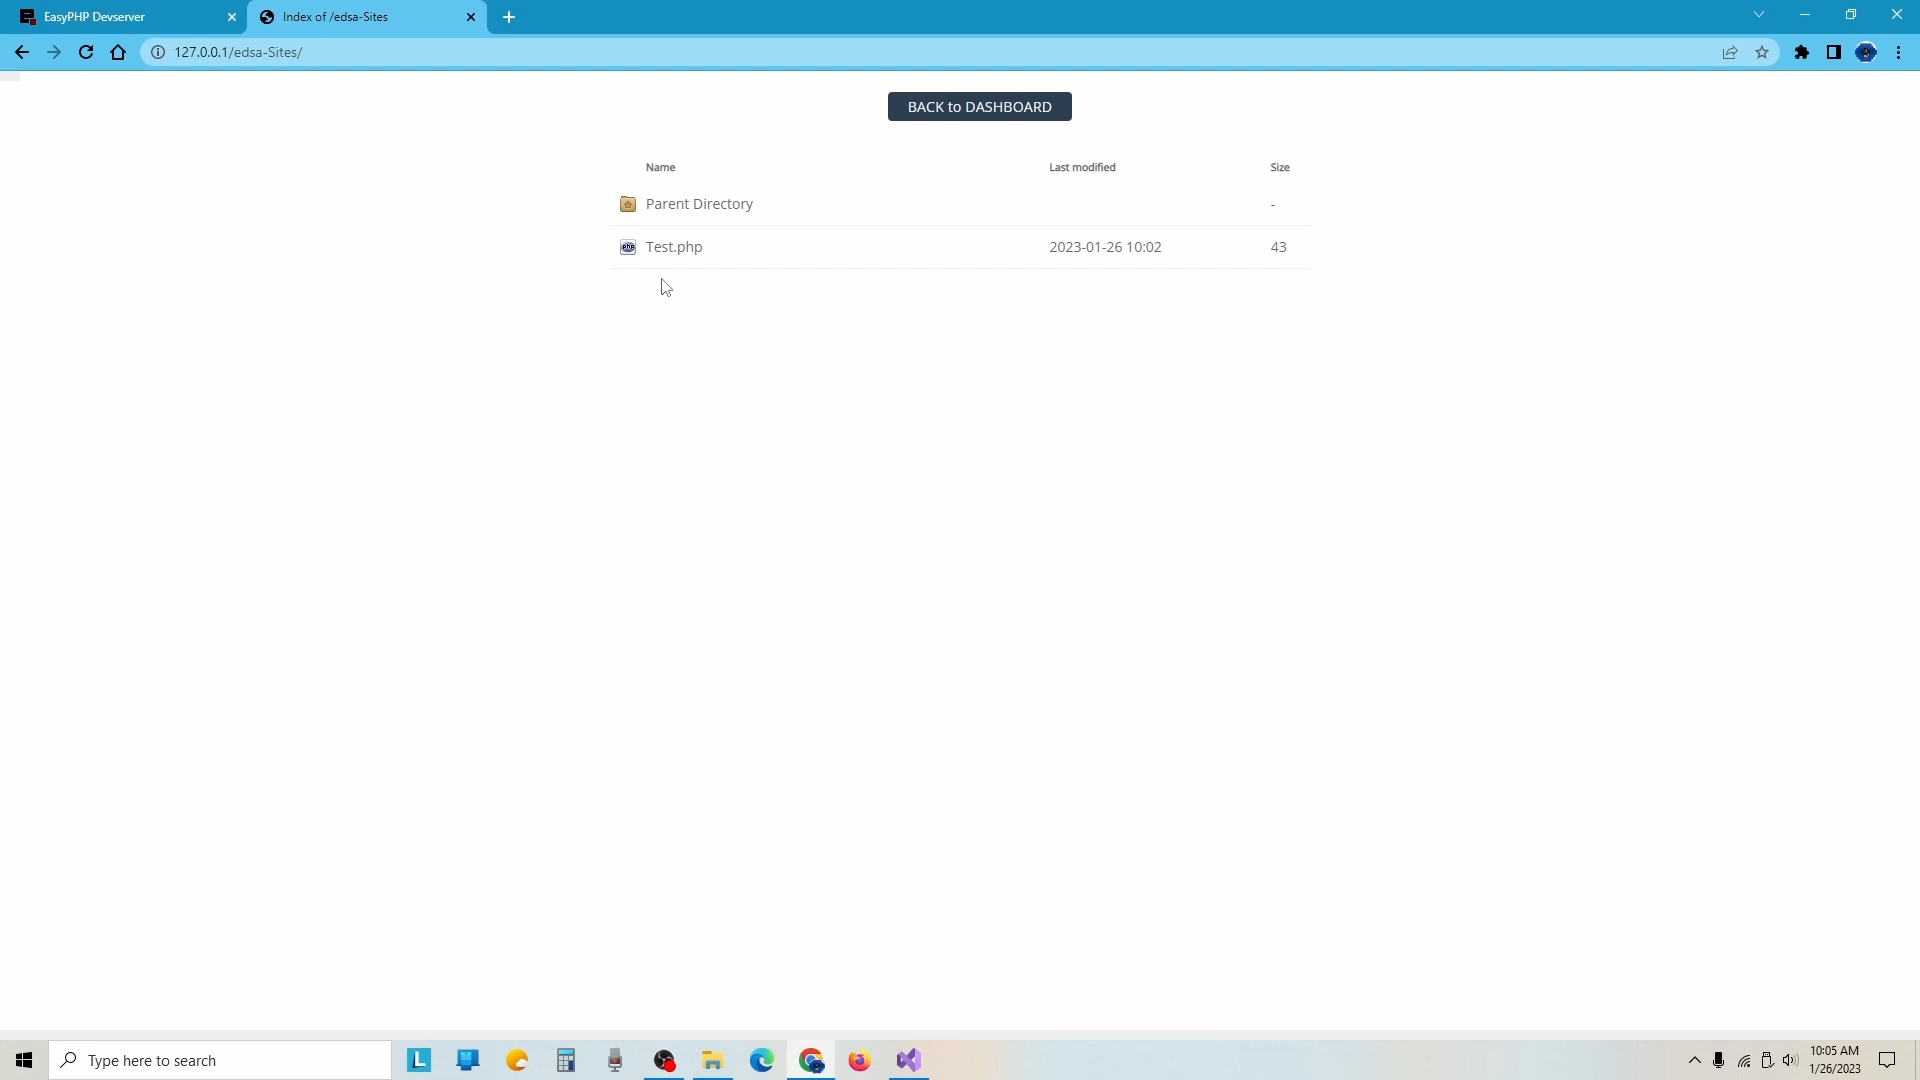 EasyPHP Devserver
Index of /edsa-Sites
127.0.0.1/edsa-Sites/
BACK to DASHBOARD
Name Last modified Size
Parent Directory -
php Test.php 2023-01-26 10:02 43
Type here to search
L
10:05 AM
1/26/2023